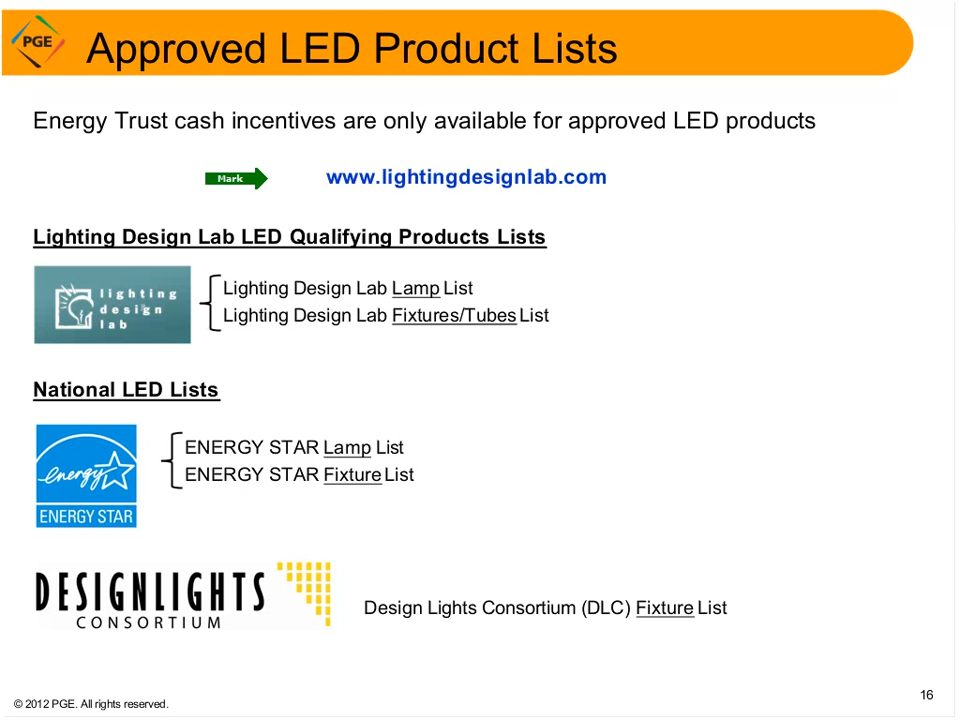 PGE
Approved LED Product Lists
Energy Trust cash incentives are only available for approved LED products
Mark
www.lightingdesignlab.com
Lighting Design Lab LED Qualifying Products Lists
lighting
design
lab
Lighting Design Lab Lamp List
Lighting Design Lab Fixtures/Tubes List
National LED Lists
energy
ENERGY STAR
ENERGY STAR Lamp List
ENERGY STAR Fixture List
DESIGNLIGHTS
CONSORTIUM
Design Lights Consortium (DLC) Fixture List
© 2012 PGE. All rights reserved.
16